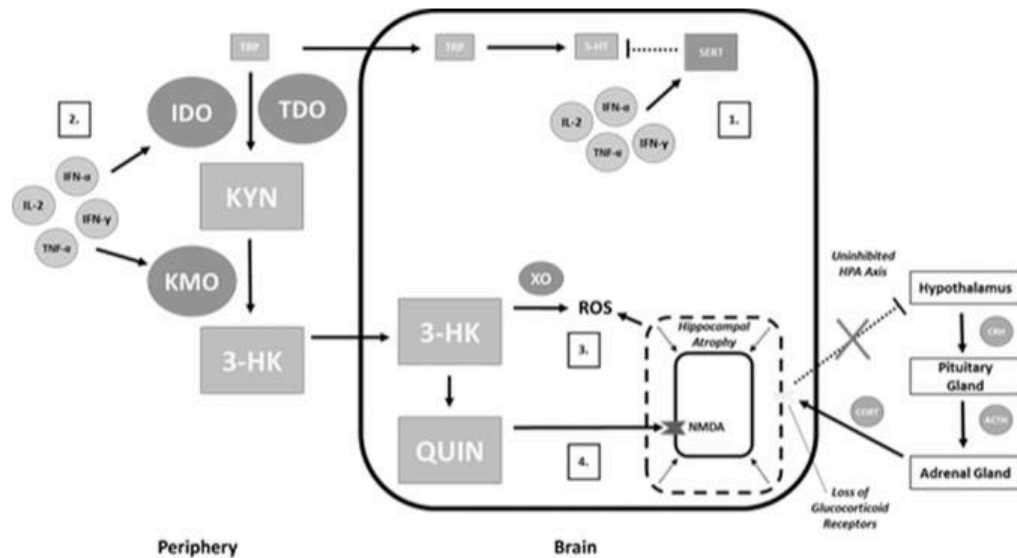 TRP
TRP
5-HT
SERT
IDO
TDO
2.
IFN-α
IL-2
IFN-γ
TNF-α
1.
IFN-α
IL-2
IFN-γ
TNF-α
KYN
KMO
3-HK
3-HK
XO
ROS
3.
Hippocampal
Atrophy
NMDA
QUIN
4.
Uninhibited
HPA Axis
Hypothalamus
CRH
Pituitary
Gland
ACTH
CORT
Adrenal Gland
Loss of
Glucocorticoid
Receptors
Periphery
Brain